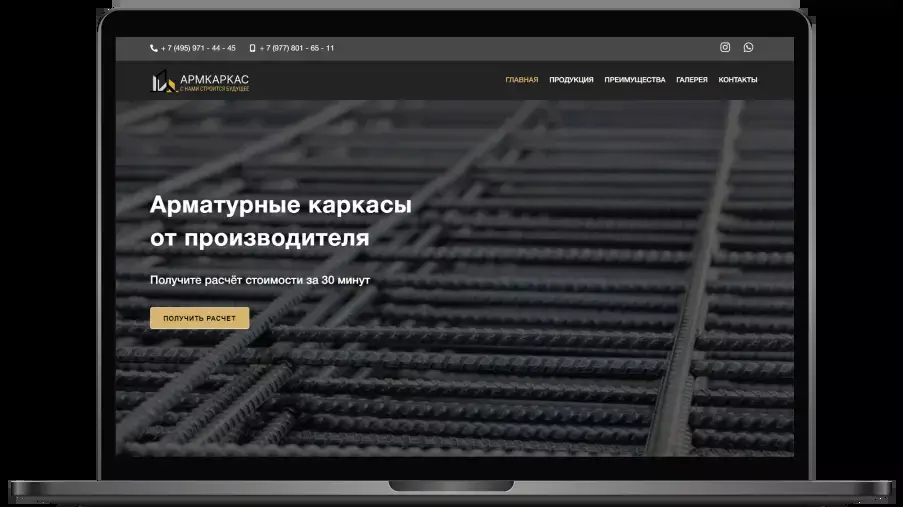 + 7 (495) 971 - 44 - 45
+ 7 (977) 801 - 65 - 11
АРМКАРКАС
С НАМИ СТРОИТСЯ БУДУЩЕЕ
ГЛАВНАЯ ПРОДУКЦИЯ ПРЕИМУЩЕСТВА ГАЛЕРЕЯ КОНТАКТЫ
Арматурные каркасы
от производителя
Получите расчёт стоимости за 30 минут
ПОЛУЧИТЬ РАСЧЕТ